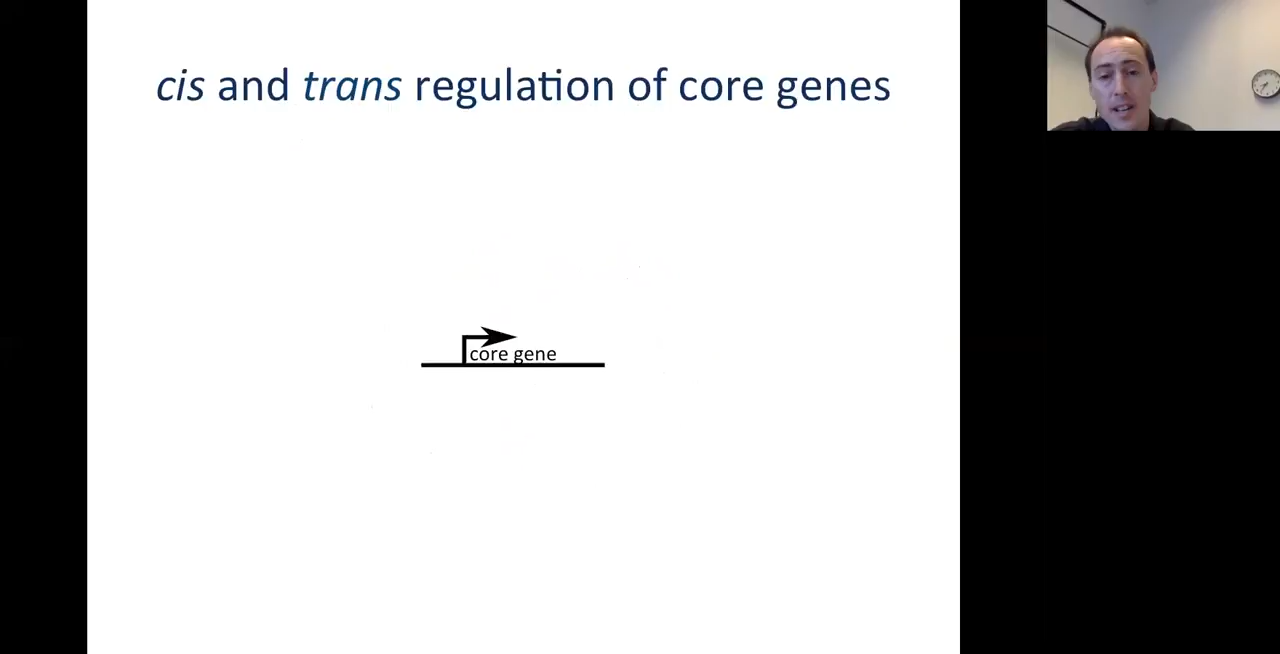 cis and trans regulation of core genes
core gene